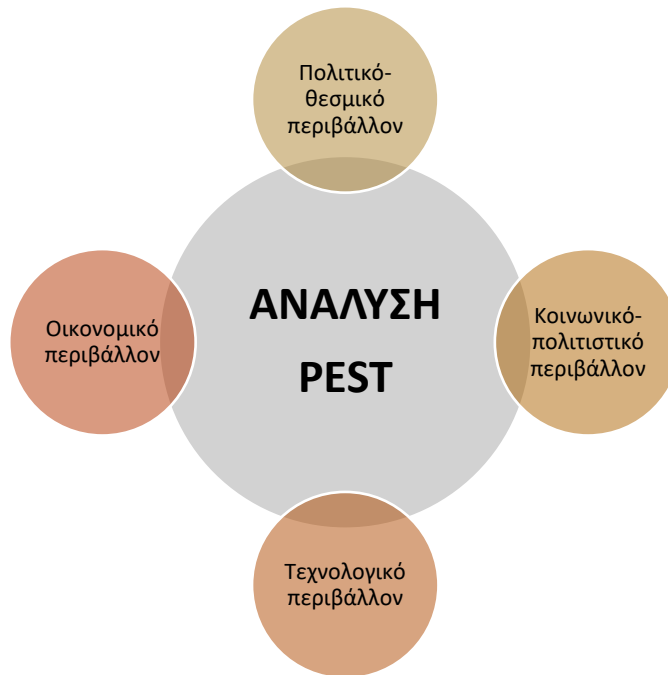 Πολιτικό-
θεσμικό
περιβάλλον
ΑΝΑΛΥΣΗ
PEST
Οικονομικό
περιβάλλον
Κοινωνικό-
πολιτιστικό
περιβάλλον
Τεχνολογικό
περιβάλλον